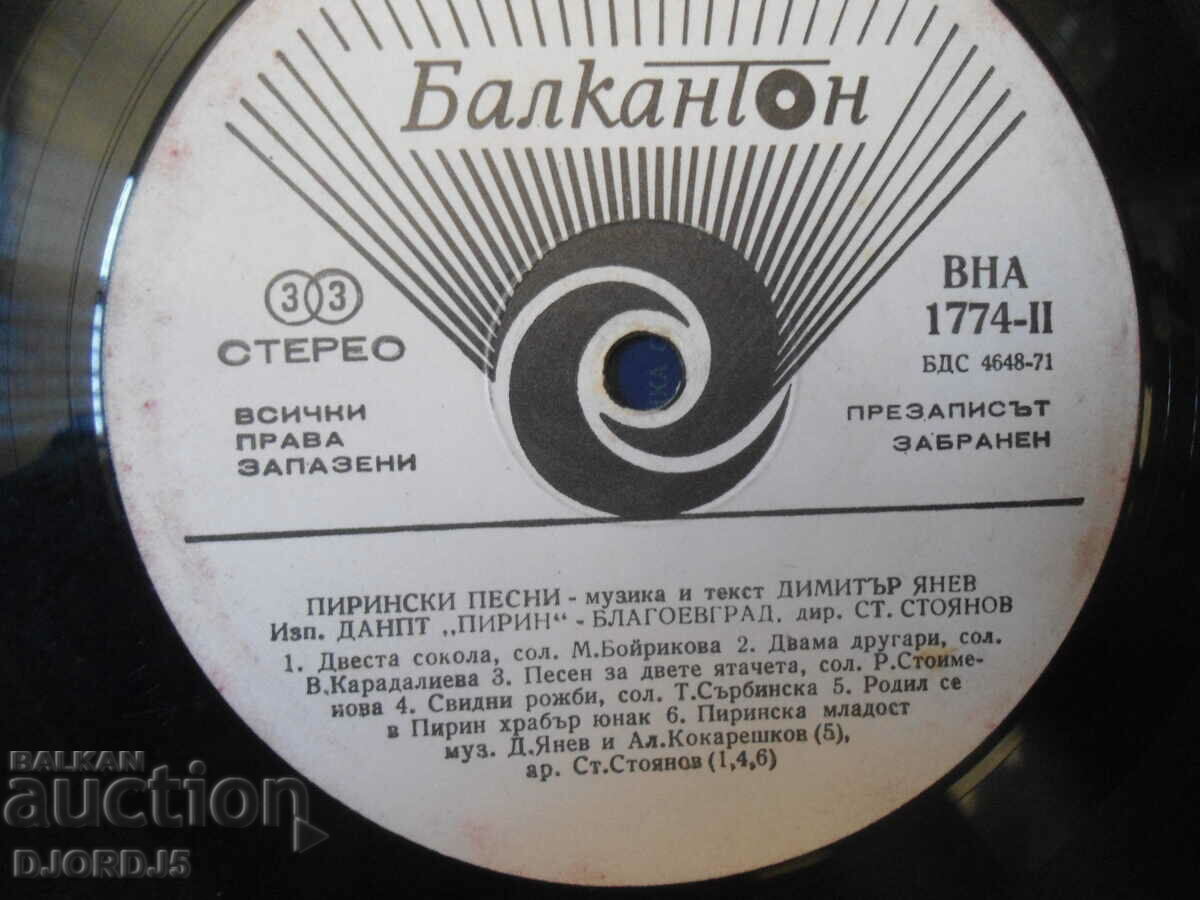 Балкантон
33
СТЕРЕО
ВСИЧКИ
ПРАВА
ЗАПАЗЕНИ
ВНА
1774-II
БДС 4648-71
ПРЕЗАПИСЪТ
ЗАБРАНЕН
ПИРИНСКИ ПЕСНИ - музика и текст ДИМИТЪР ЯНЕВ
Изп. ДАНПТ „ПИРИН“ - БЛАГОЕВГРАД, дир. СТ. СТОЯНОВ
1. Двеста сокола, сол. М.Бойрикова 2. Двама другари, сол.
В.Карадалиева 3. Песен за двете ятачета, сол. Р.Стоиме-
нова 4. Свидни рожби, сол. Т.Сърбинска 5. Родил се
в Пирин храбър юнак 6. Пиринска младост
муз. Д.Янев и Ал.Кокарешков (5),
ар. Ст.Стоянов (1,4,6)
BALKAN
auction
DJORDJ5